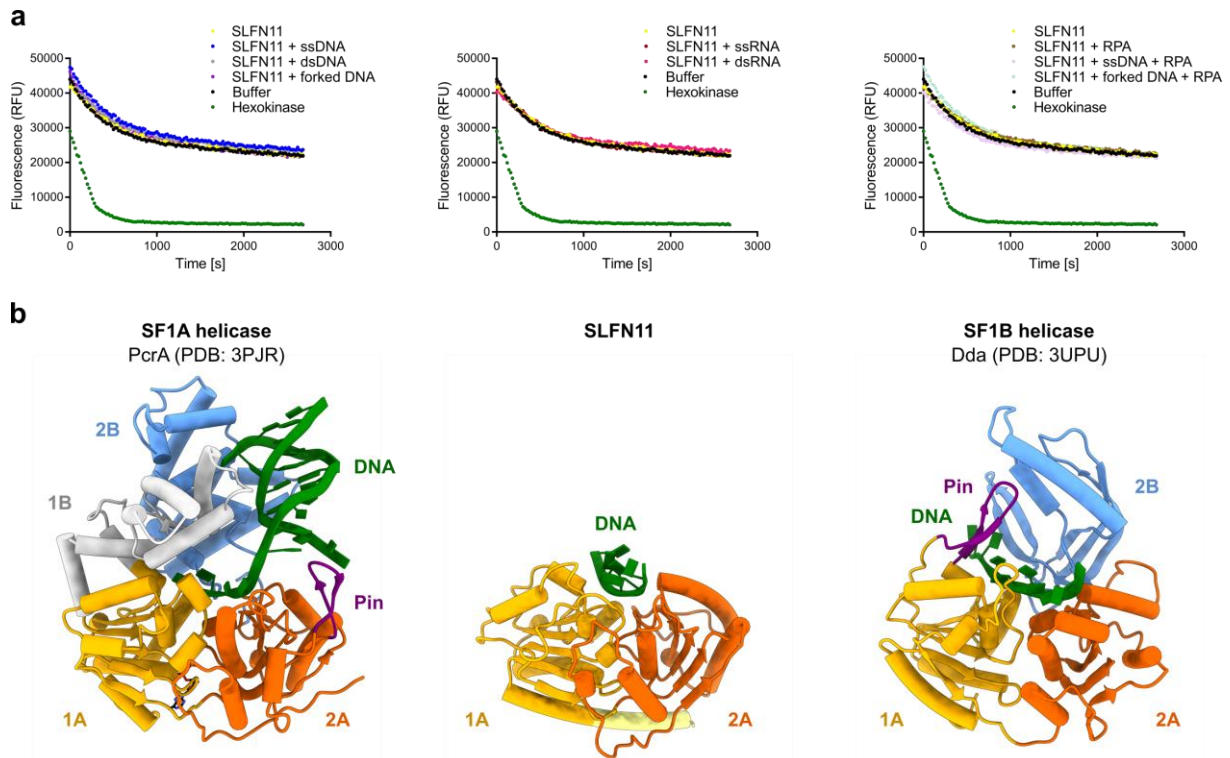 a
SLFN11
SLFN11 + ssDNA
SLFN11 + dsDNA
SLFN11 + forked DNA
Buffer
Hexokinase
Fluorescence (RFU)
50000
40000
30000
20000
10000
0
0
1000
2000
3000
Time [s]
SLFN11
SLFN11 + ssRNA
SLFN11 + dsRNA
Buffer
Hexokinase
Fluorescence (RFU)
50000
40000
30000
20000
10000
0
0
1000
2000
3000
Time [s]
SLFN11
SLFN11 + RPA
SLFN11 + ssDNA + RPA
SLFN11 + forked DNA + RPA
Buffer
Hexokinase
Fluorescence (RFU)
50000
40000
30000
20000
10000
0
0
1000
2000
3000
Time [s]
b
SF1A helicase
PcrA (PDB: 3PJR)
2B
DNA
1B
Pin
1A
2A
SLFN11
DNA
1A
2A
SF1B helicase
Dda (PDB: 3UPU)
Pin
2B
DNA
1A
2A